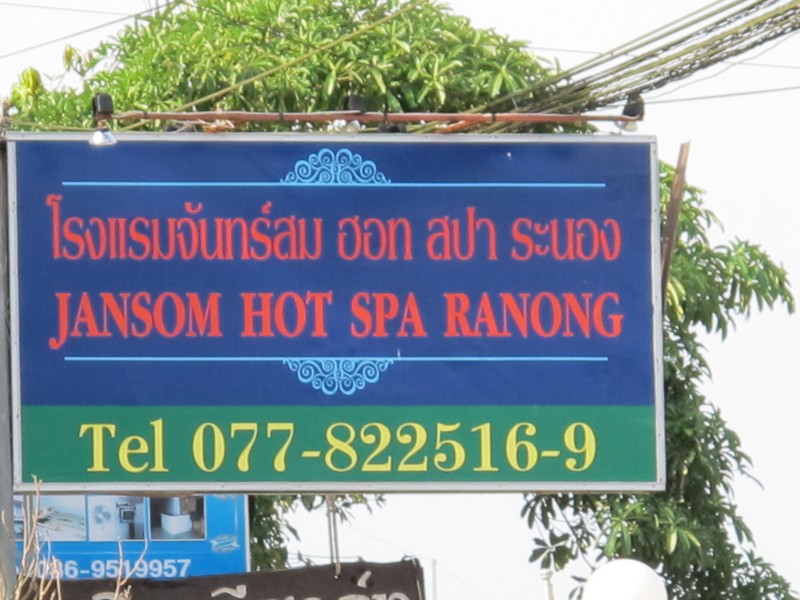 โรงแรมจันทร์สม ฮอท สปา ระนอง
JANSOM HOT SPA RANONG
Tel 077-822516-9
086-9519957